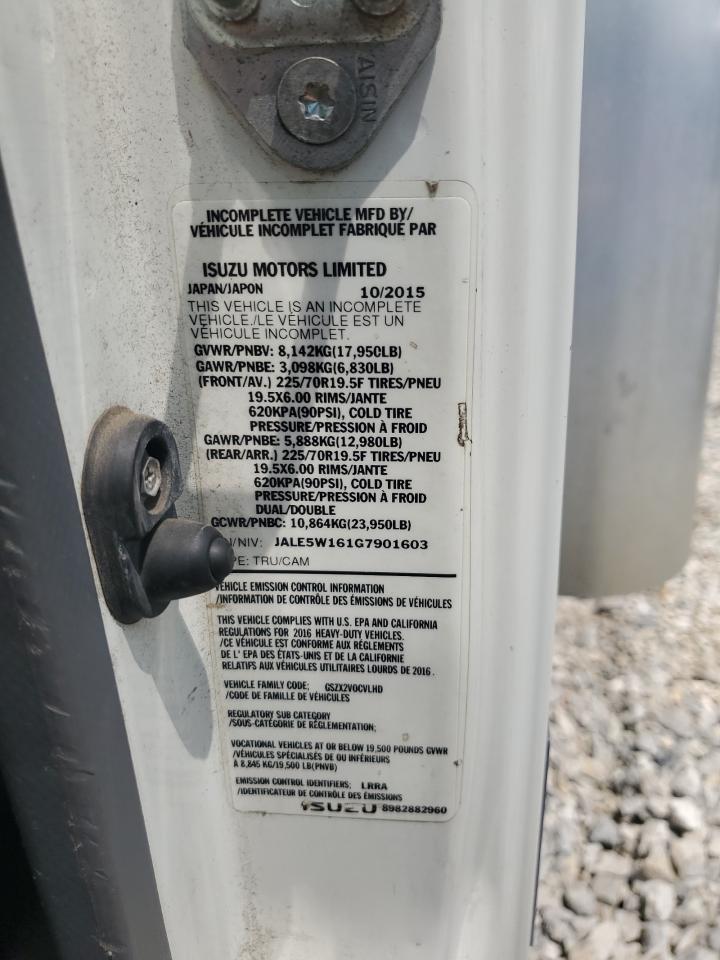 AISIN
INCOMPLETE VEHICLE MFD BY/
VÉHICULE INCOMPLET FABRIQUÉ PAR
ISUZU MOTORS LIMITED
JAPAN/JAPON 10/2015
THIS VEHICLE IS AN INCOMPLETE
VEHICLE./LE VÉHICULE EST UN
VÉHICULE INCOMPLET.
GVWR/PNBV: 8,142KG(17,950LB)
GAWR/PNBE: 3,098KG(6,830LB)
(FRONT/AV.) 225/70R19.5F TIRES/PNEU
19.5X6.00 RIMS/JANTE
620KPA(90PSI), COLD TIRE
PRESSURE/PRESSION À FROID
GAWR/PNBE: 5,888KG(12,980LB)
(REAR/ARR.) 225/70R19.5F TIRES/PNEU
19.5X6.00 RIMS/JANTE
620KPA(90PSI), COLD TIRE
PRESSURE/PRESSION À FROID
DUAL/DOUBLE
GCWR/PNBC: 10,864KG(23,950LB)
/NIV: JALE5W161G7901603
PE: TRU/CAM
VEHICLE EMISSION CONTROL INFORMATION
/INFORMATION DE CONTRÔLE DES ÉMISSIONS DE VÉHICULES
THIS VEHICLE COMPLIES WITH U.S. EPA AND CALIFORNIA
REGULATIONS FOR 2016 HEAVY-DUTY VEHICLES.
/CE VÉHICULE EST CONFORME AUX RÉGLEMENTS
DE L' EPA DES ÉTATS-UNIS ET DE LA CALIFORNIE
RELATIFS AUX VÉHICULES UTILITAIRES LOURDS DE 2016.
VEHICLE FAMILY CODE: GSZX2VOCVLHD
/CODE DE FAMILLE DE VÉHICULES
REGULATORY SUB CATEGORY
/SOUS-CATÉGORIE DE RÉGLEMENTATION;
VOCATIONAL VEHICLES AT OR BELOW 19,500 POUNDS GVWR
/VÉHICULES SPÉCIALISÉS DE OU INFÉRIEURS
À 8,845 KG/19,500 LB(PNVB)
EMISSION CONTROL IDENTIFIERS; LRRA
/IDENTIFICATEUR DE CONTRÔLE DES ÉMISSIONS
ISUZU 8982882960